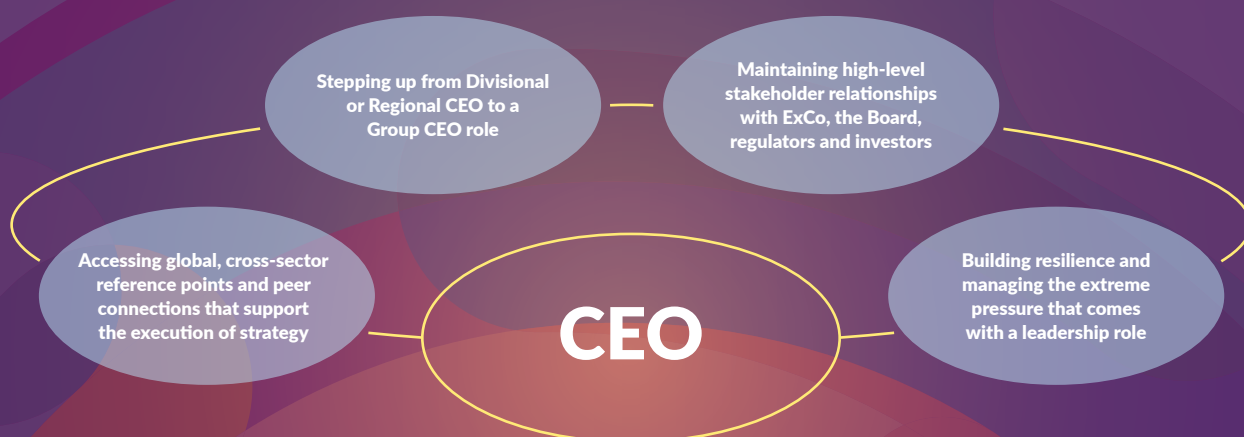 Stepping up from Divisional
or Regional CEO to a
Group CEO role
Maintaining high-level
stakeholder relationships
with ExCo, the Board,
regulators and investors
Accessing global, cross-sector
reference points and peer
connections that support
the execution of strategy
CEO
Building resilience and
managing the extreme
pressure that comes
with a leadership role